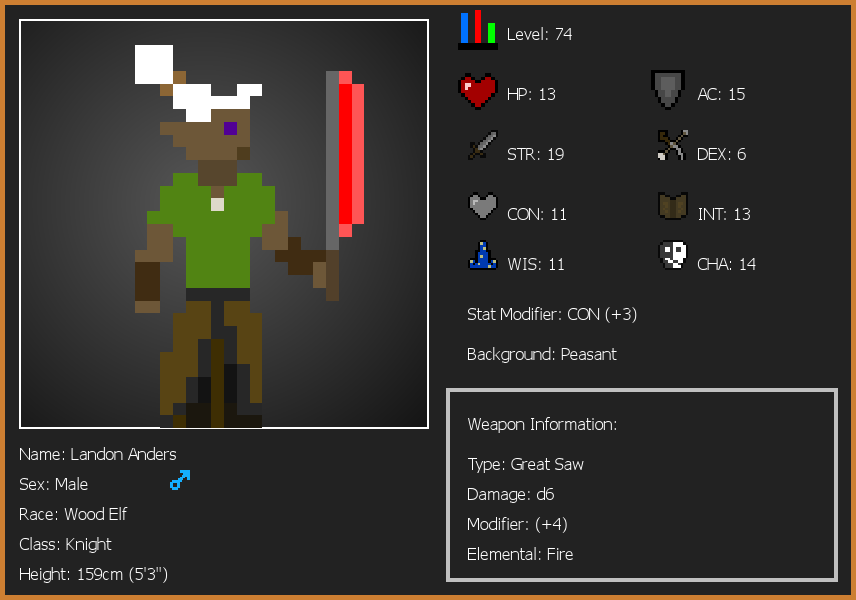 Level: 74
HP: 13
AC: 15
STR: 19
DEX: 6
CON: 11
INT: 13
WIS: 11
CHA: 14
Stat Modifier: CON (+3)
Background: Peasant
Weapon Information:
Type: Great Saw
Damage: d6
Modifier: (+4)
Elemental: Fire
Name: Landon Anders
Sex: Male
Race: Wood Elf
Class: Knight
Height: 159cm (5'3")